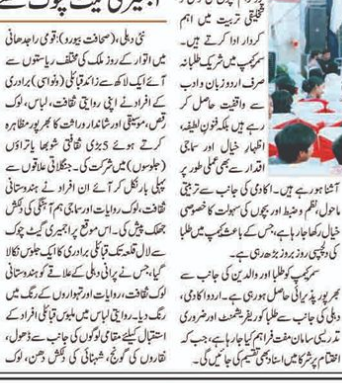 اجمیری گیٹ چوک سے
نئی دہلی، (صحافت بیورو): قومی راجدھانی
میں اتوار کے روز ملک کی مختلف ریاستوں سے
آئے ایک لاکھ سے زائد قبائلی (ونواسی) برادری
کے افراد نے اپنی روایتی ثقافت، لباس، لوک
رقص، موسیقی اور شاندار وراثت کا بھرپور مظاہرہ
کرتے ہوئے 5 بڑی ثقافتی شوبھا یاتراؤں
(جلوسوں) میں شرکت کی۔ جنگلاتی علاقوں سے
پہلی بار نکل کر آئے ان افراد نے ہندوستانی
ثقافت، لوک روایات اور سماجی ہم آہنگی کی دلکش
جھلک پیش کی۔ اس موقع پر اجمیری گیٹ چوک
سے لال قلعہ تک قبائلی برادری کا ایک جلوس نکالا
گیا، جس نے پرانی دہلی کے علاقے کو ہندوستانی
لوک ثقافت، روایات اور تہواروں کے رنگ میں
رنگ دیا۔ روایتی لباس میں ملبوس قبائلی افراد کے
استقبال کیلئے مقامی لوگوں کی جانب سے ڈھول،
نقاروں کی گونج، شہنائی کی دلکش دھن، لوک
تخلیقی تربیت میں اہم
کردار ادا کرتے ہیں۔
سمر کیمپ میں شریک طلبا نہ
صرف اردو زبان و ادب
سے واقفیت حاصل کر
رہے ہیں بلکہ فنون لطیفہ،
اظہار خیال اور سماجی
اقدار سے بھی عملی طور پر
آشنا ہو رہے ہیں۔ اکادمی کی جانب سے تربیتی
ماحول، نظم و ضبط اور بچوں کی سہولت کا خصوصی
خیال رکھا جا رہا ہے، جس کے باعث کیمپ میں طلبا
کی دلچسپی روز بروز بڑھ رہی ہے۔
سمر کیمپ کو طلبا اور والدین کی جانب سے
بھرپور پذیرائی حاصل ہو رہی ہے۔ اردو اکادمی،
دہلی کی جانب سے طلبا کو ریفریشمنٹ اور ضروری
تدریسی سامان مفت فراہم کیا جا رہا ہے، جب کہ
اختتام پر شرکا میں اسناد بھی تقسیم کی جائیں گی۔